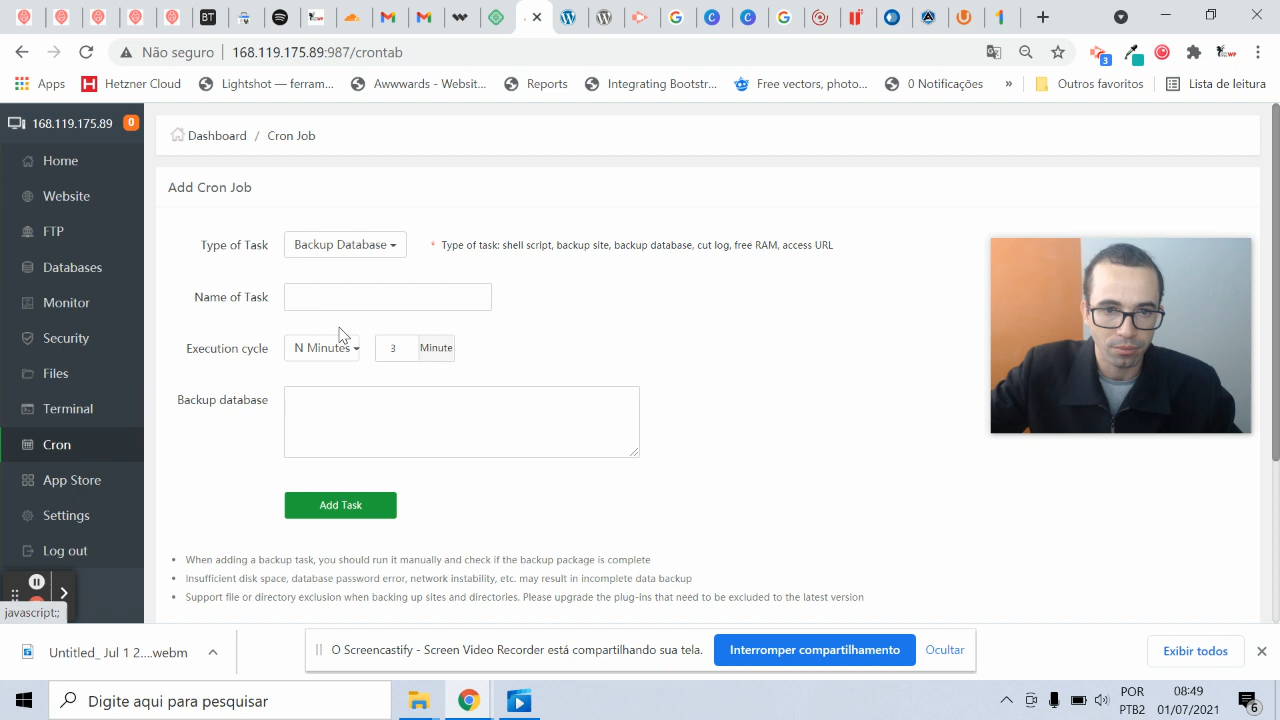 Não seguro 168.119.175.89:987/crontab
3
Apps Hetzner Cloud Lightshot — ferram... Awwwards - Websit... Reports Integrating Bootstr... Free vectors, photo... 0 Notificações » Outros favoritos Lista de leitura
168.119.175.89 0
Home
Website
FTP
Databases
Monitor
Security
Files
Terminal
Cron
App Store
Settings
Log out
javascript:;
Dashboard / Cron Job
Add Cron Job
Type of Task Backup Database * Type of task: shell script, backup site, backup database, cut log, free RAM, access URL
Name of Task
Execution cycle N Minutes 3 Minute
Backup database
Add Task
• When adding a backup task, you should run it manually and check if the backup package is complete
• Insufficient disk space, database password error, network instability, etc. may result in incomplete data backup
• Support file or directory exclusion when backing up sites and directories. Please upgrade the plug-ins that need to be excluded to the latest version
Untitled_ Jul 1 2....webm
O Screencastify - Screen Video Recorder está compartilhando sua tela. Interromper compartilhamento Ocultar
Exibir todos
Digite aqui para pesquisar
POR
PTB2
08:49
01/07/2021
6